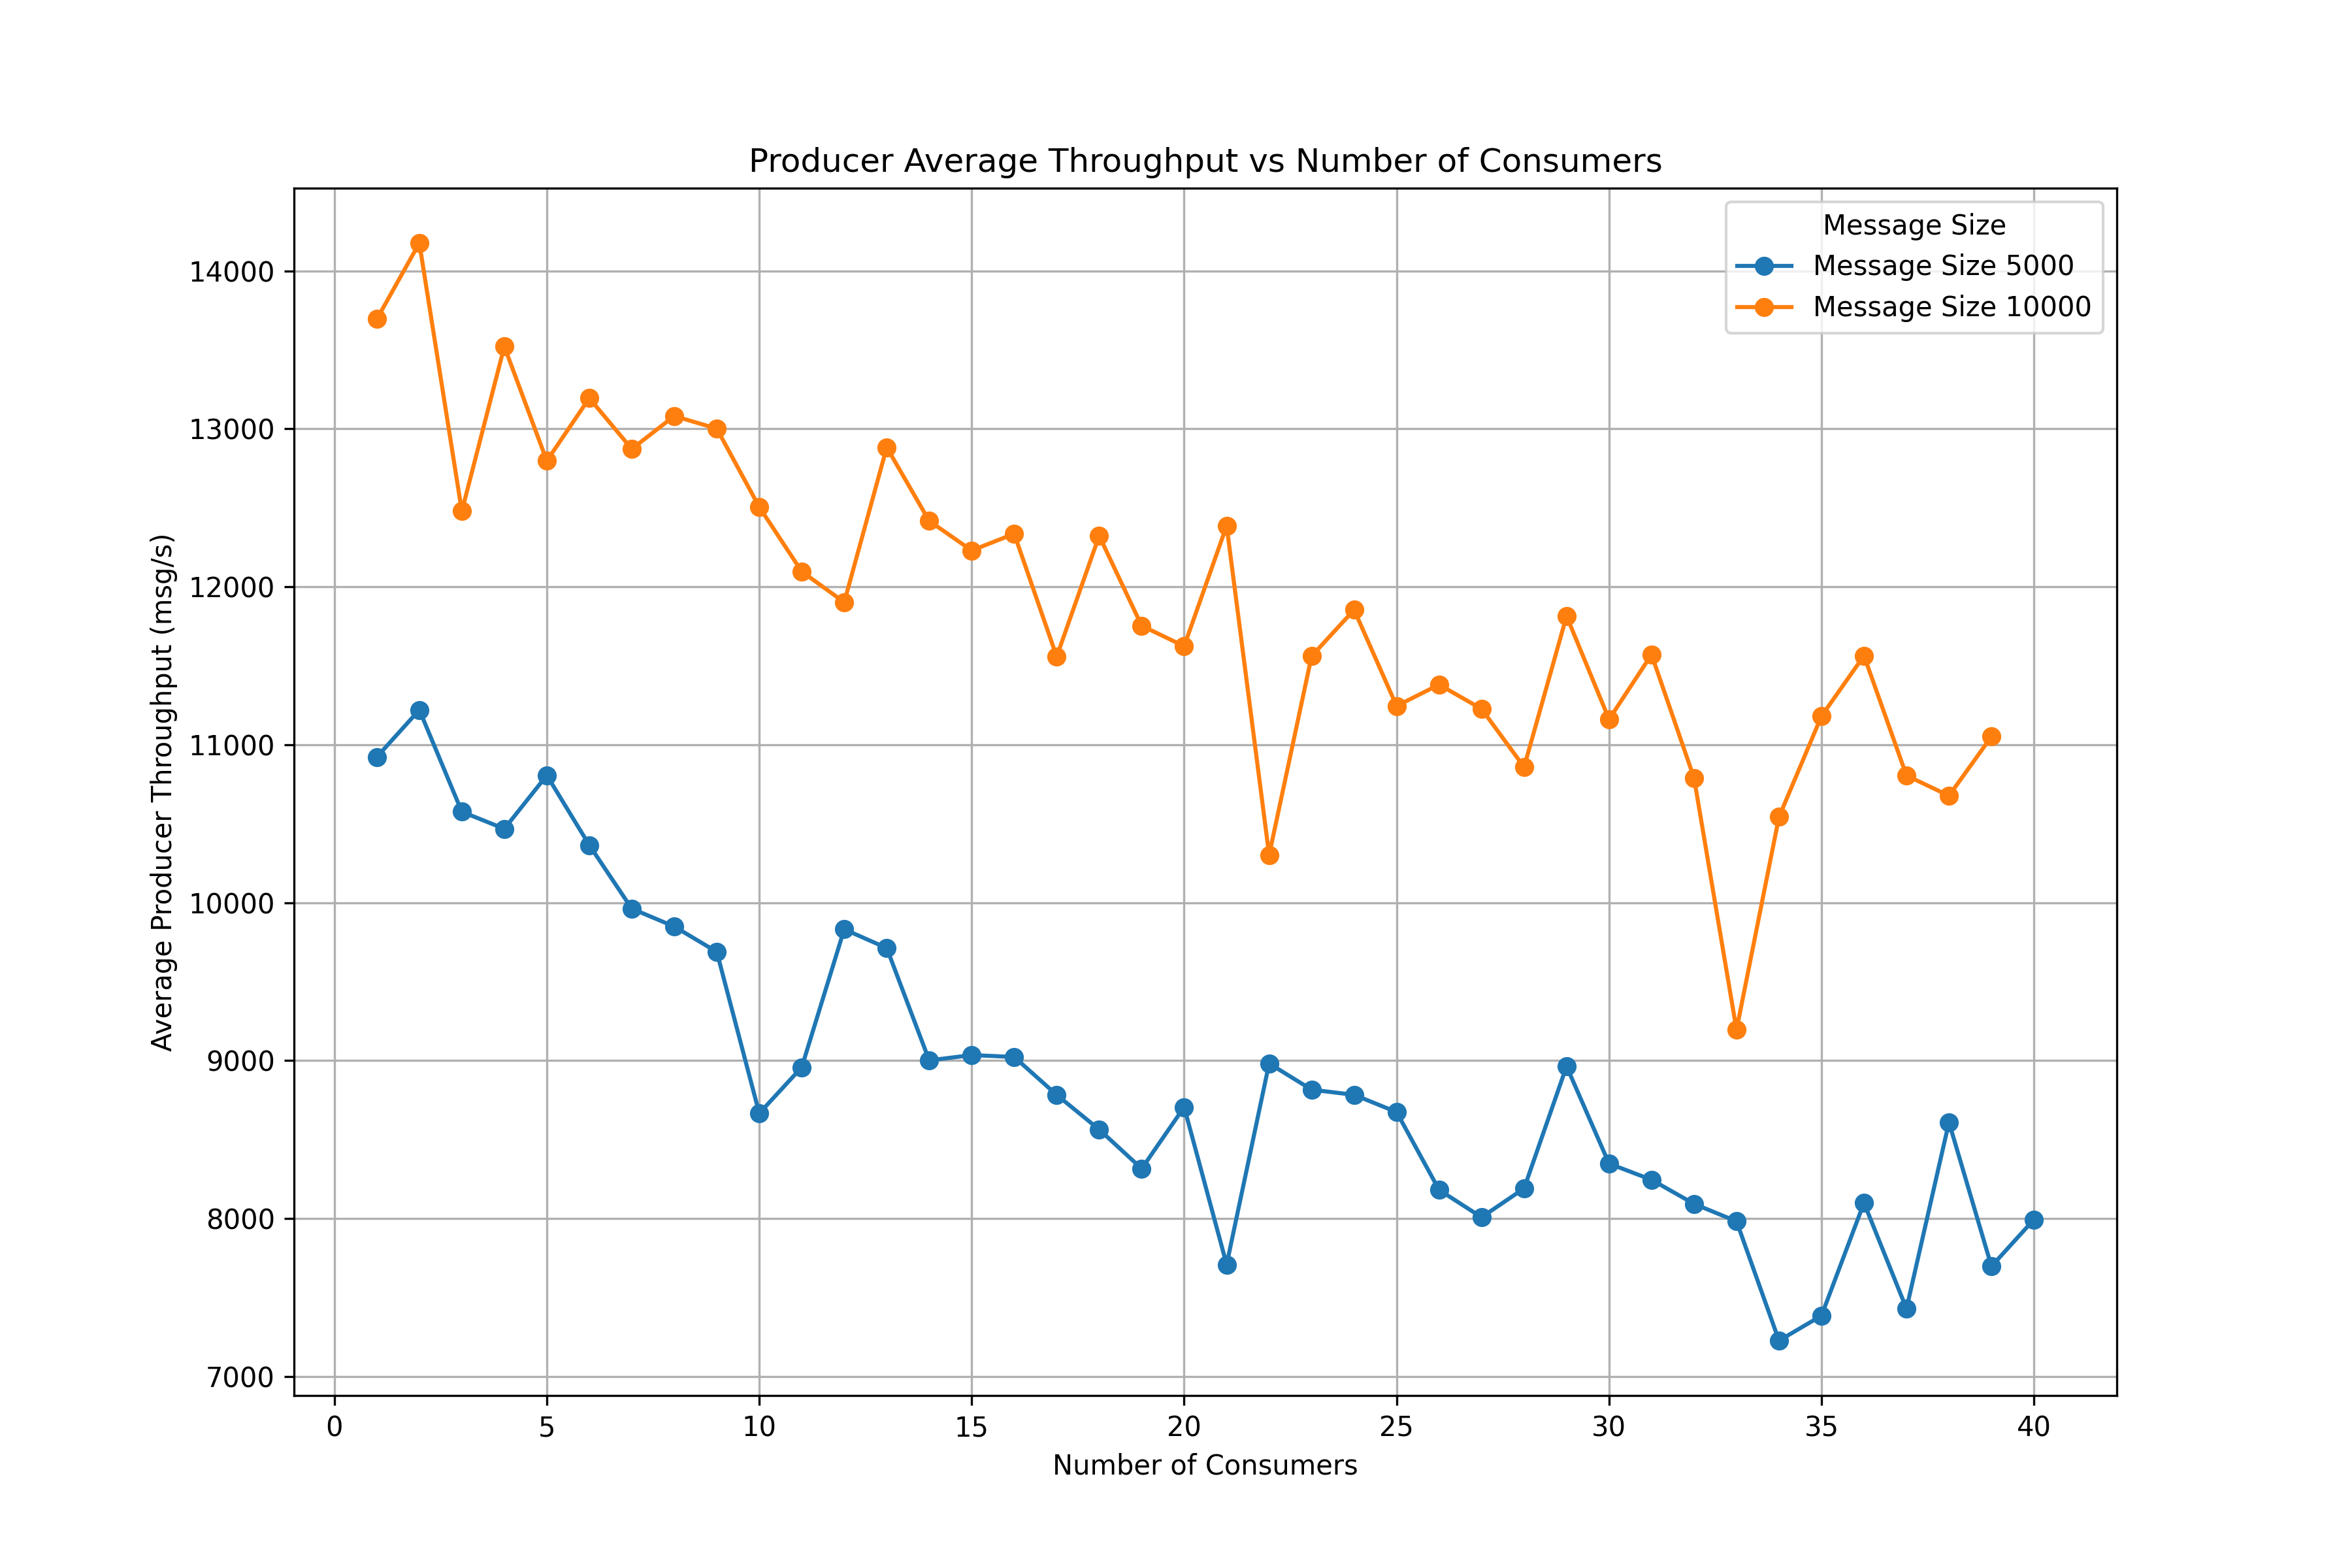 Producer Average Throughput vs Number of Consumers
Message Size
Message Size 5000
Message Size 10000
Average Producer Throughput (msg/s)
14000
13000
12000
11000
10000
9000
8000
7000
0 5 10 15 20 25 30 35 40
Number of Consumers